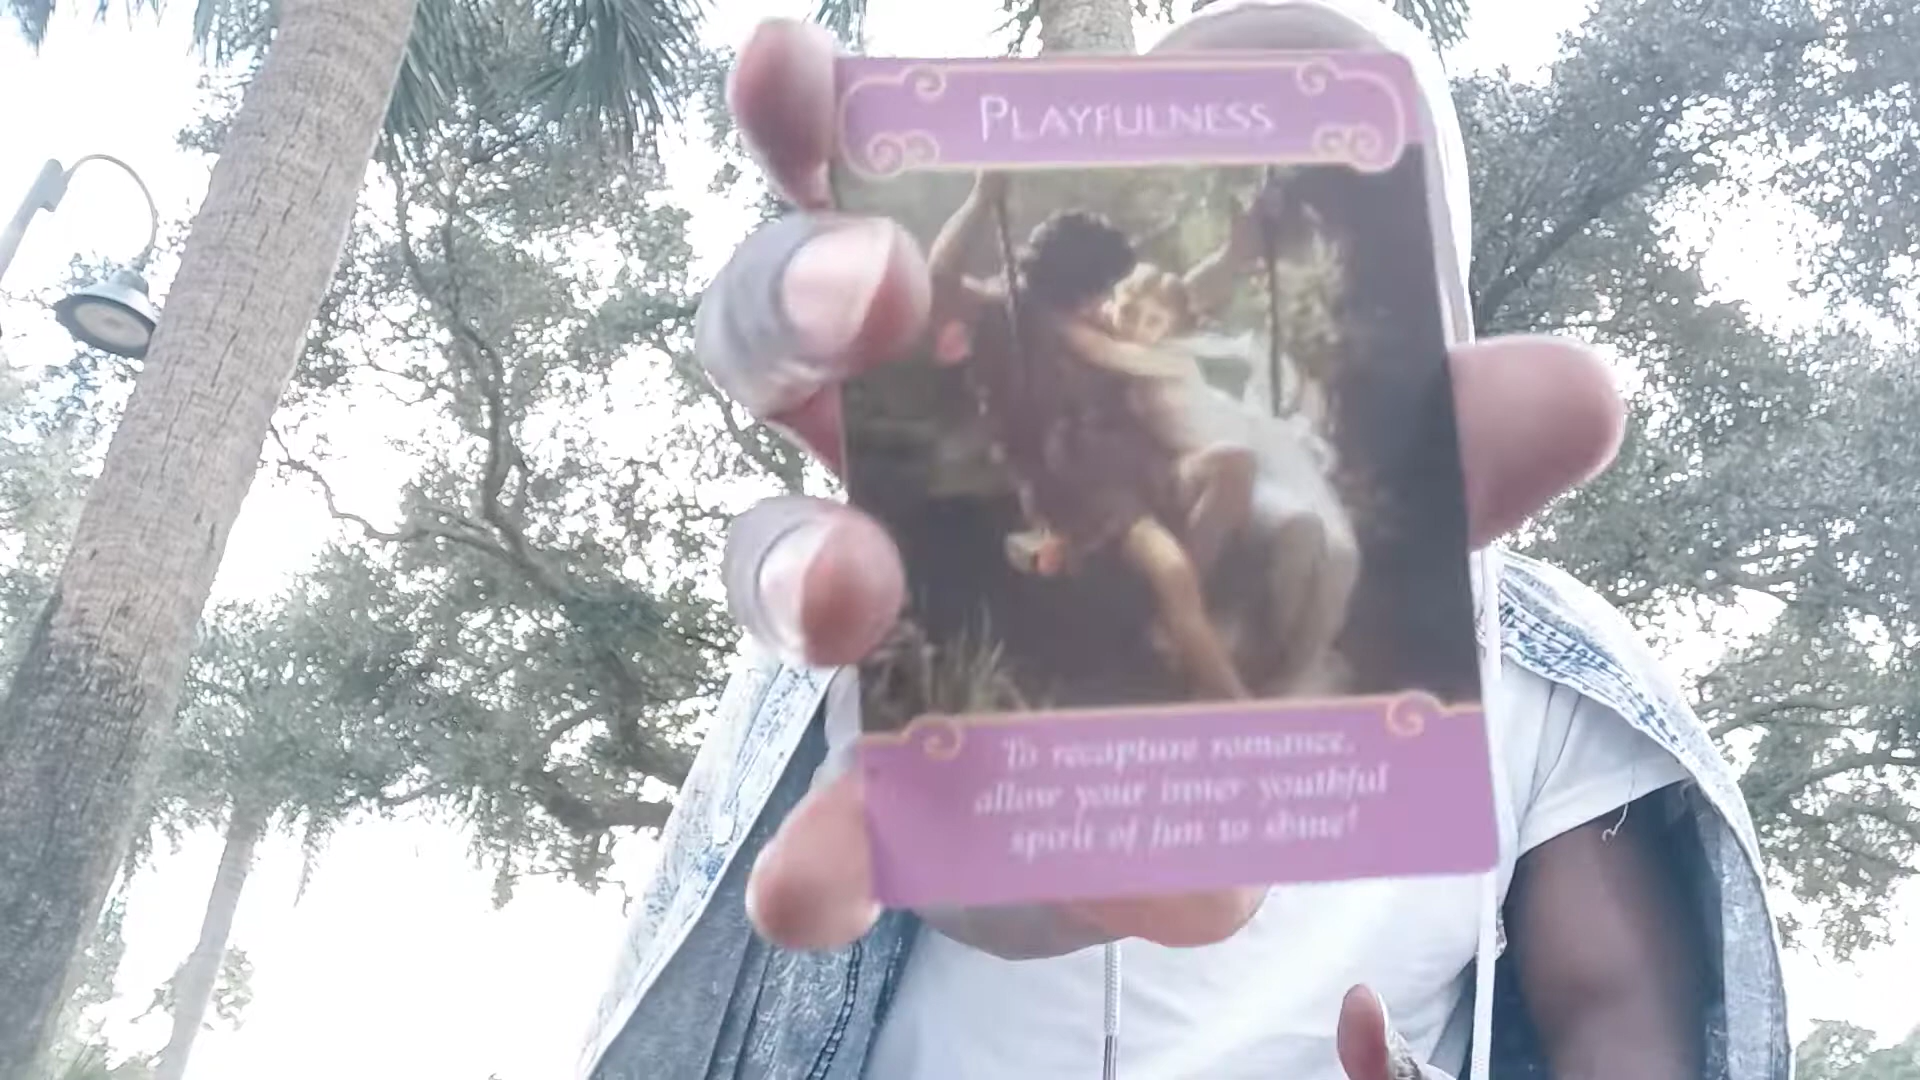 PLAYFULNESS
To recapture romance,
allow your inner youthful
spirit of fun to shine!